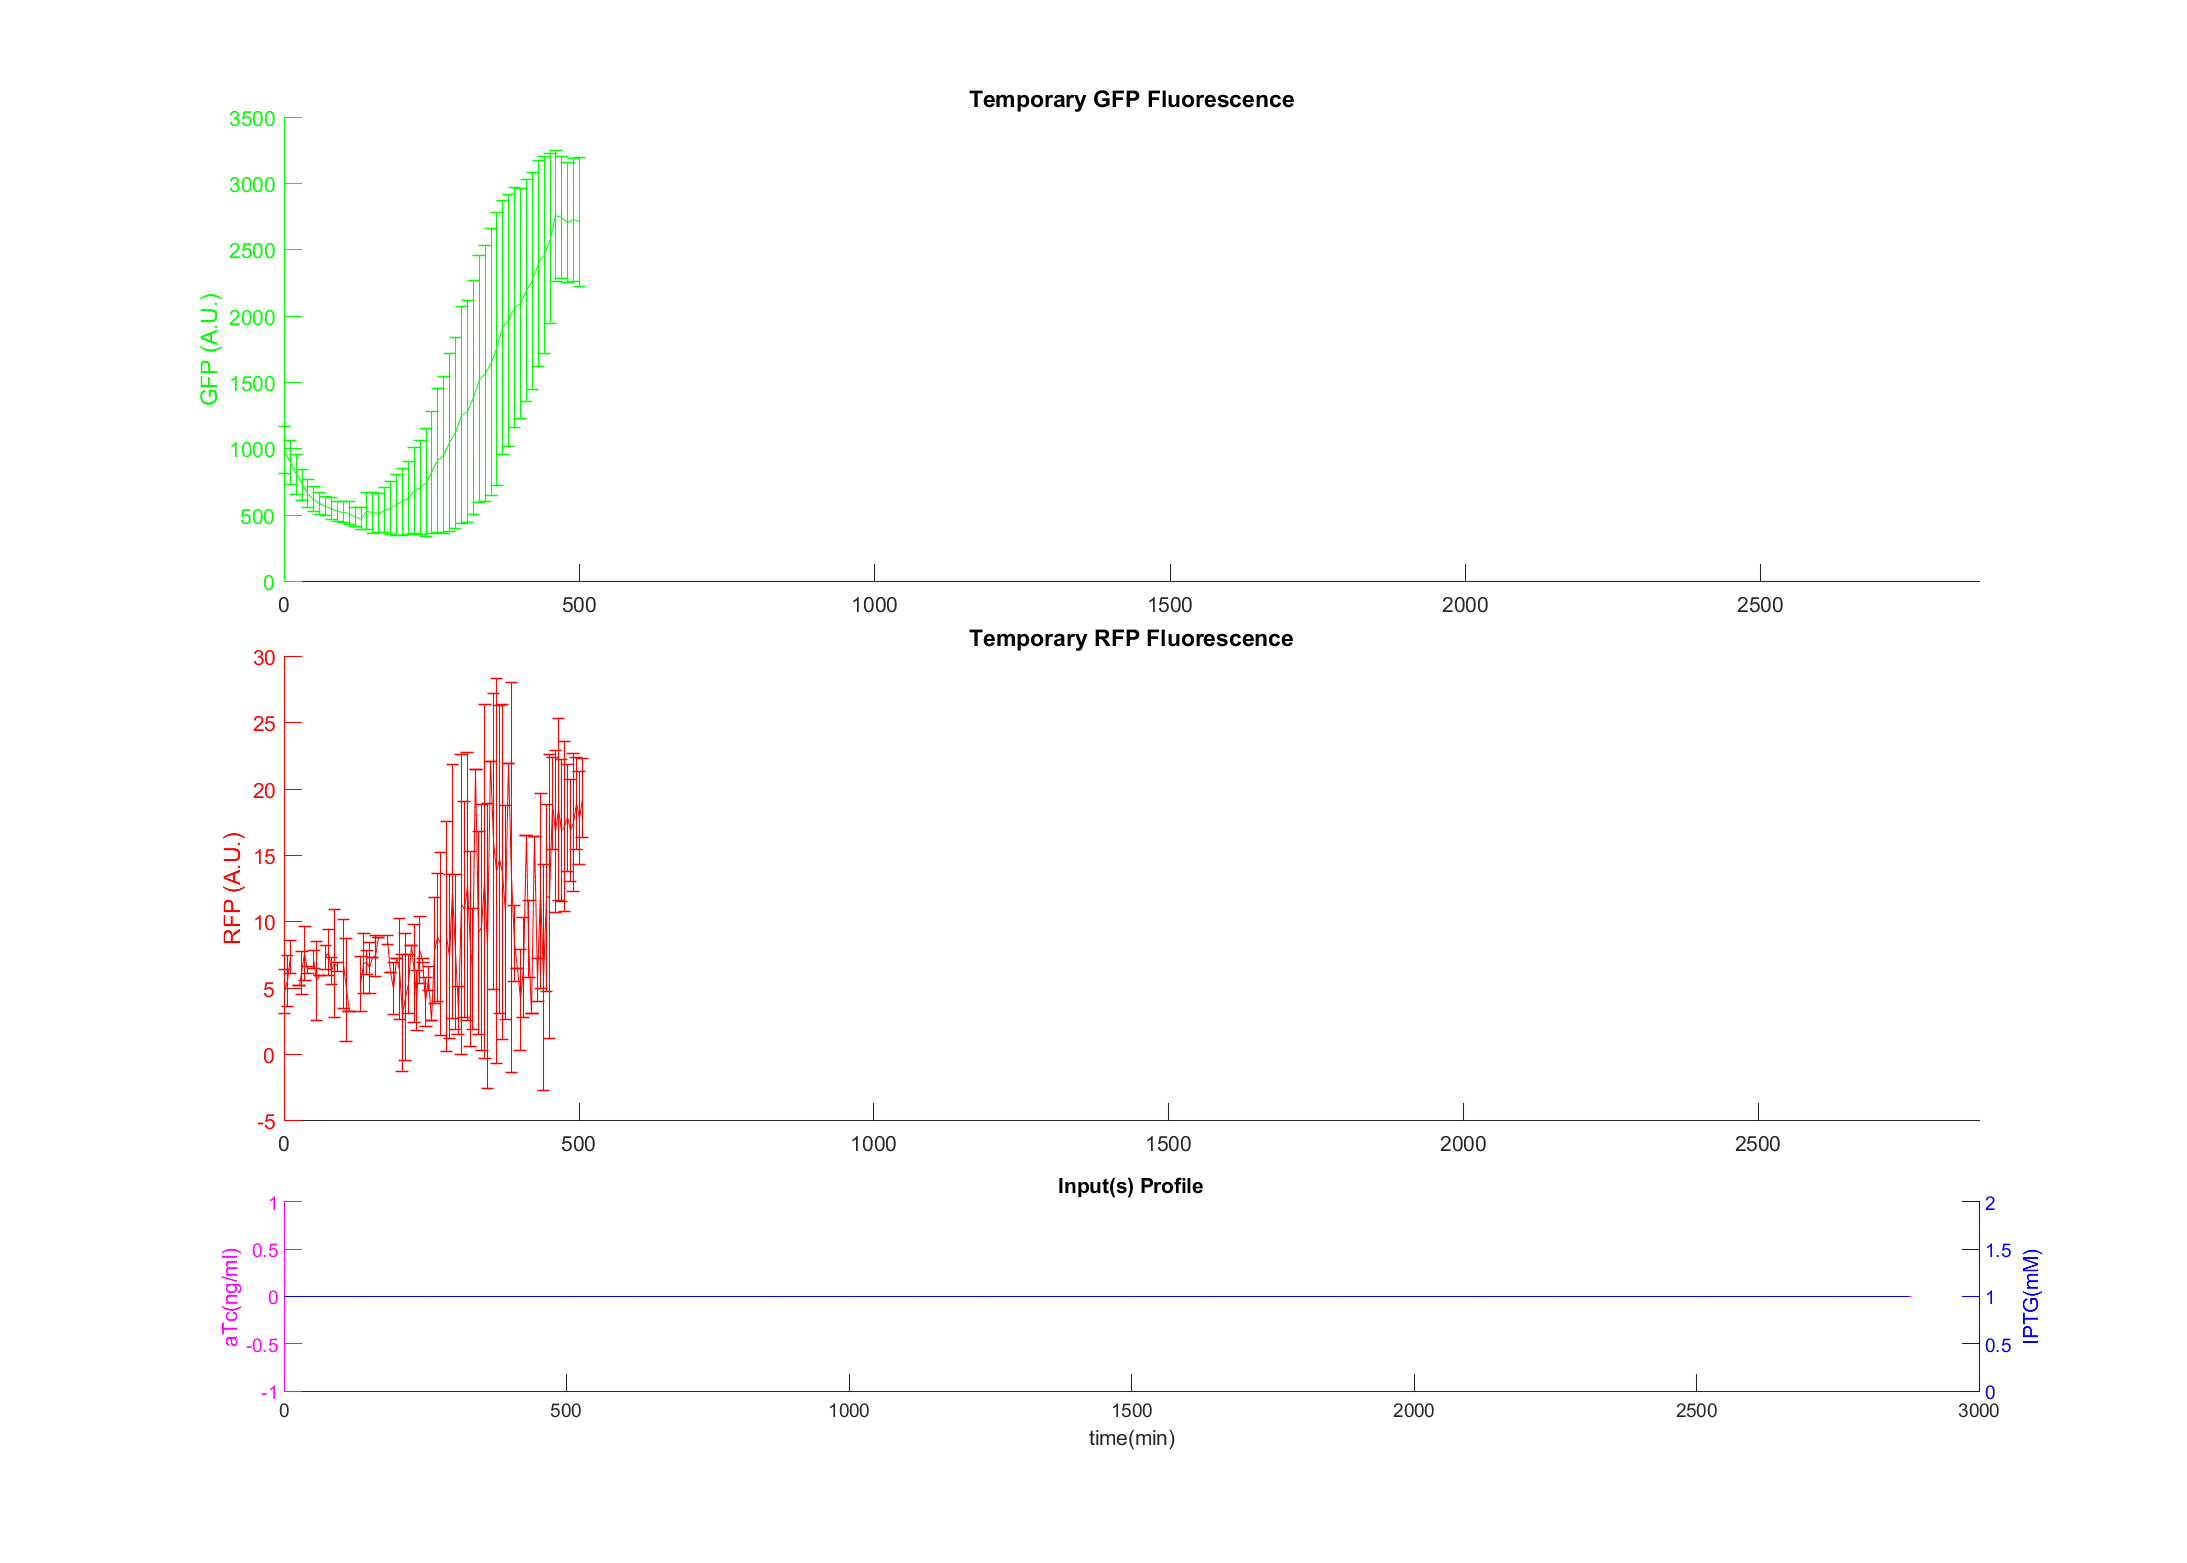 Temporary GFP Fluorescence
3500
3000
2500
2000
1500
1000
500
0
GFP (A.U.)
0 500 1000 1500 2000 2500
Temporary RFP Fluorescence
30
25
20
15
10
5
0
-5
RFP (A.U.)
0 500 1000 1500 2000 2500
Input(s) Profile
1
0.5
0
-0.5
-1
aTc(ng/ml)
2
1.5
1
0.5
0
IPTG(mM)
0 500 1000 1500 2000 2500 3000
time(min)